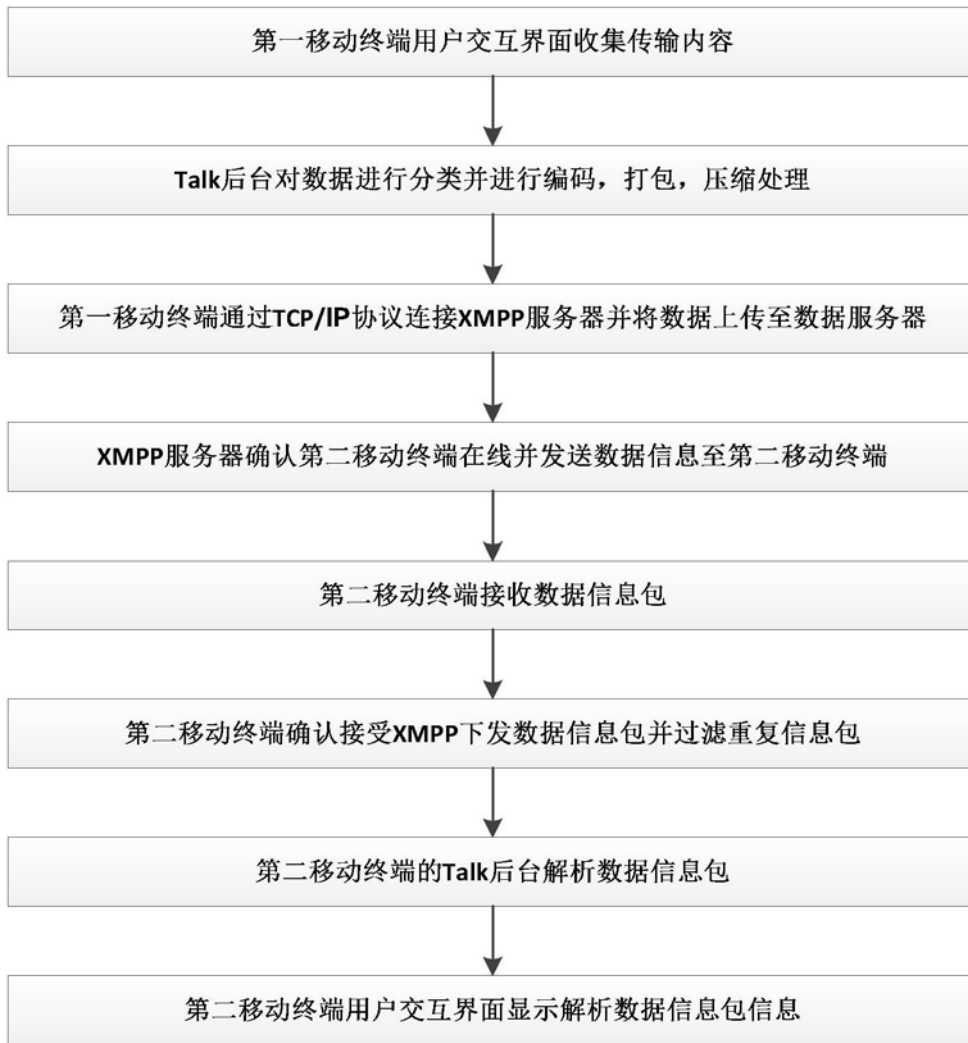 第一移动终端用户交互界面收集传输内容
Talk后台对数据进行分类并进行编码，打包，压缩处理
第一移动终端通过TCP/IP协议连接XMPP服务器并将数据上传至数据服务器
XMPP服务器确认第二移动终端在线并发送数据信息至第二移动终端
第二移动终端接收数据信息包
第二移动终端确认接受XMPP下发数据信息包并过滤重复信息包
第二移动终端的Talk后台解析数据信息包
第二移动终端用户交互界面显示解析数据信息包信息